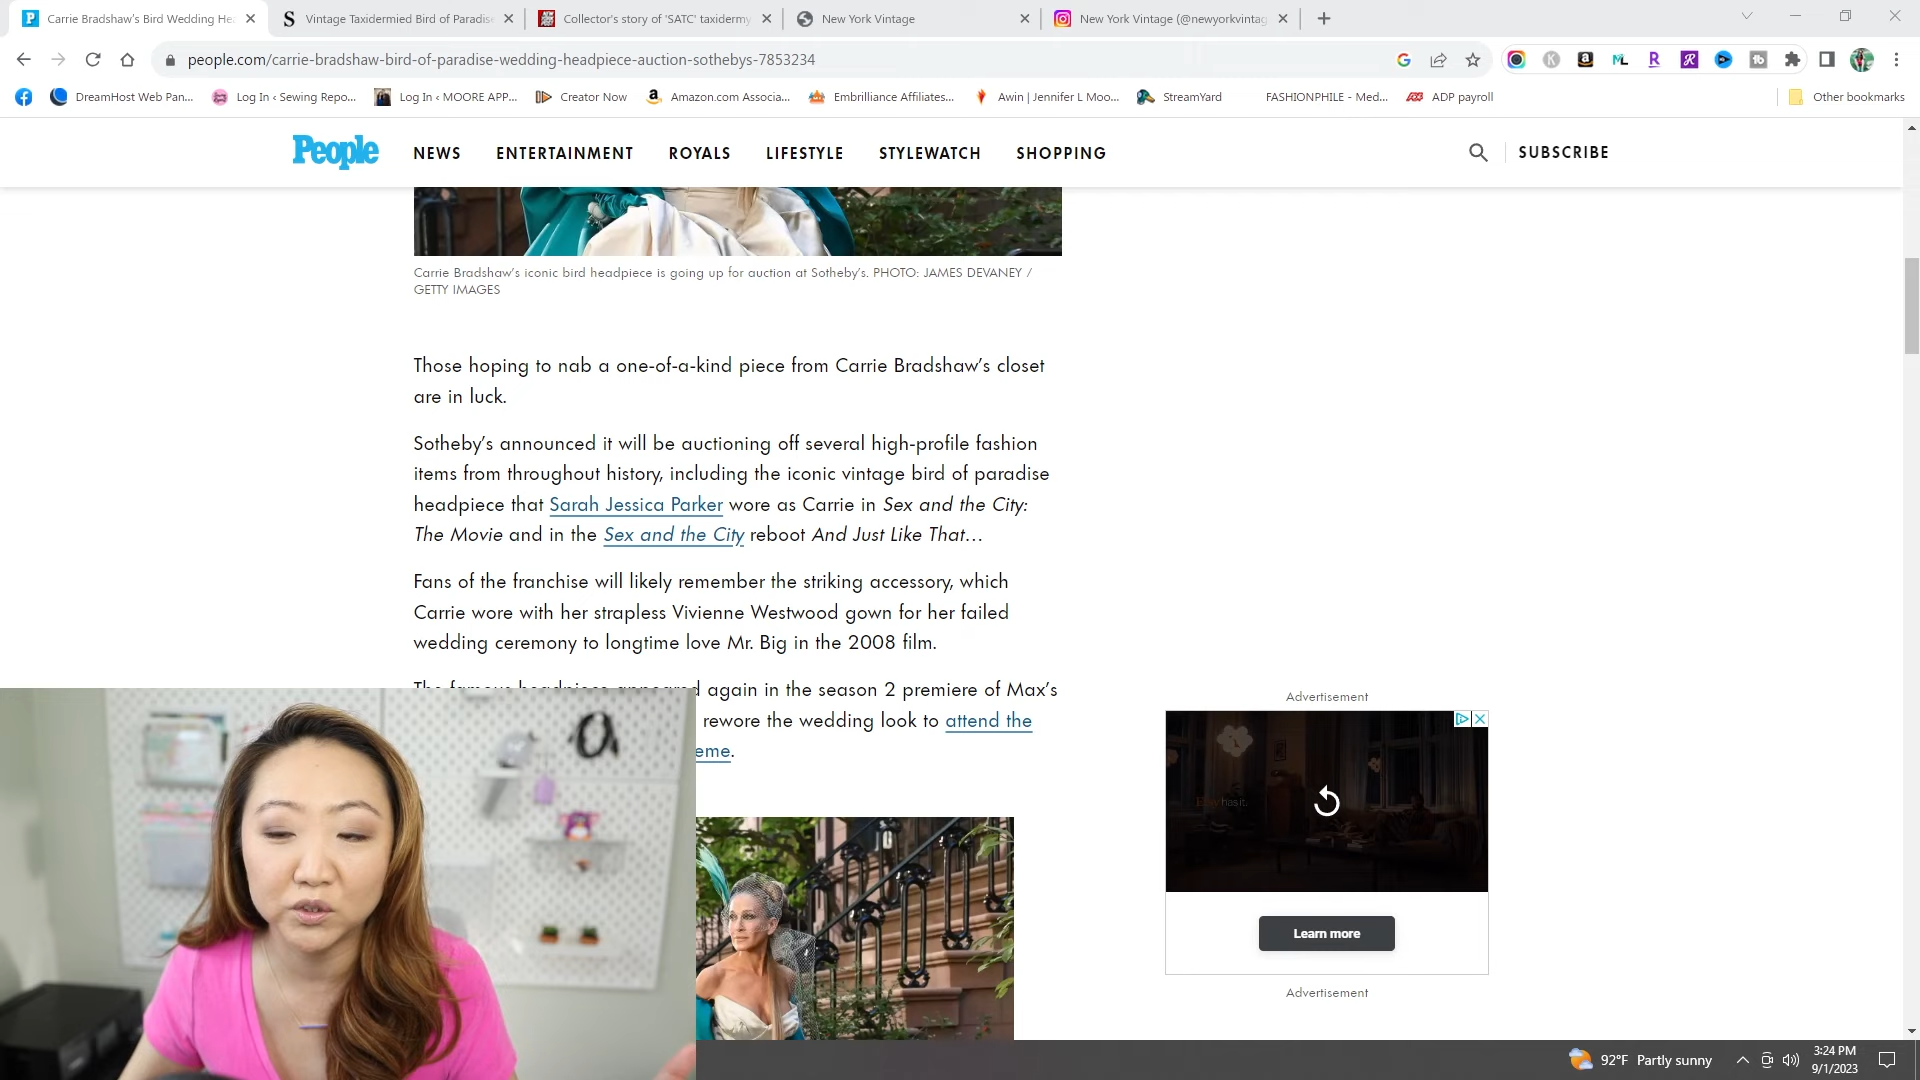 Carrie Bradshaw's Bird Wedding He
Vintage Taxidermied Bird of Paradis
Collector's story of 'SATC' taxidermy
New York Vintage
New York Vintage (@newyorkvintag
people.com/carrie-bradshaw-bird-of-paradise-wedding-headpiece-auction-sothebys-7853234
DreamHost Web Pan...
Log In ‹ Sewing Repo...
Log In ‹ MOORE APP...
Creator Now
Amazon.com Associa...
Embrilliance Affiliates...
Awin | Jennifer L Moo...
StreamYard
FASHIONPHILE - Med...
ADP payroll
Other bookmarks
People
NEWS
ENTERTAINMENT
ROYALS
LIFESTYLE
STYLEWATCH
SHOPPING
SUBSCRIBE
Carrie Bradshaw's iconic bird headpiece is going up for auction at Sotheby's. PHOTO: JAMES DEVANEY /
GETTY IMAGES
Those hoping to nab a one-of-a-kind piece from Carrie Bradshaw's closet
are in luck.
Sotheby's announced it will be auctioning off several high-profile fashion
items from throughout history, including the iconic vintage bird of paradise
headpiece that Sarah Jessica Parker wore as Carrie in Sex and the City:
The Movie and in the Sex and the City reboot And Just Like That…
Fans of the franchise will likely remember the striking accessory, which
Carrie wore with her strapless Vivienne Westwood gown for her failed
wedding ceremony to longtime love Mr. Big in the 2008 film.
The famous headpiece appeared again in the season 2 premiere of Max's
rewore the wedding look to attend the
eme.
Advertisement
has it.
Learn more
Advertisement
92°F Partly sunny
3:24 PM
9/1/2023